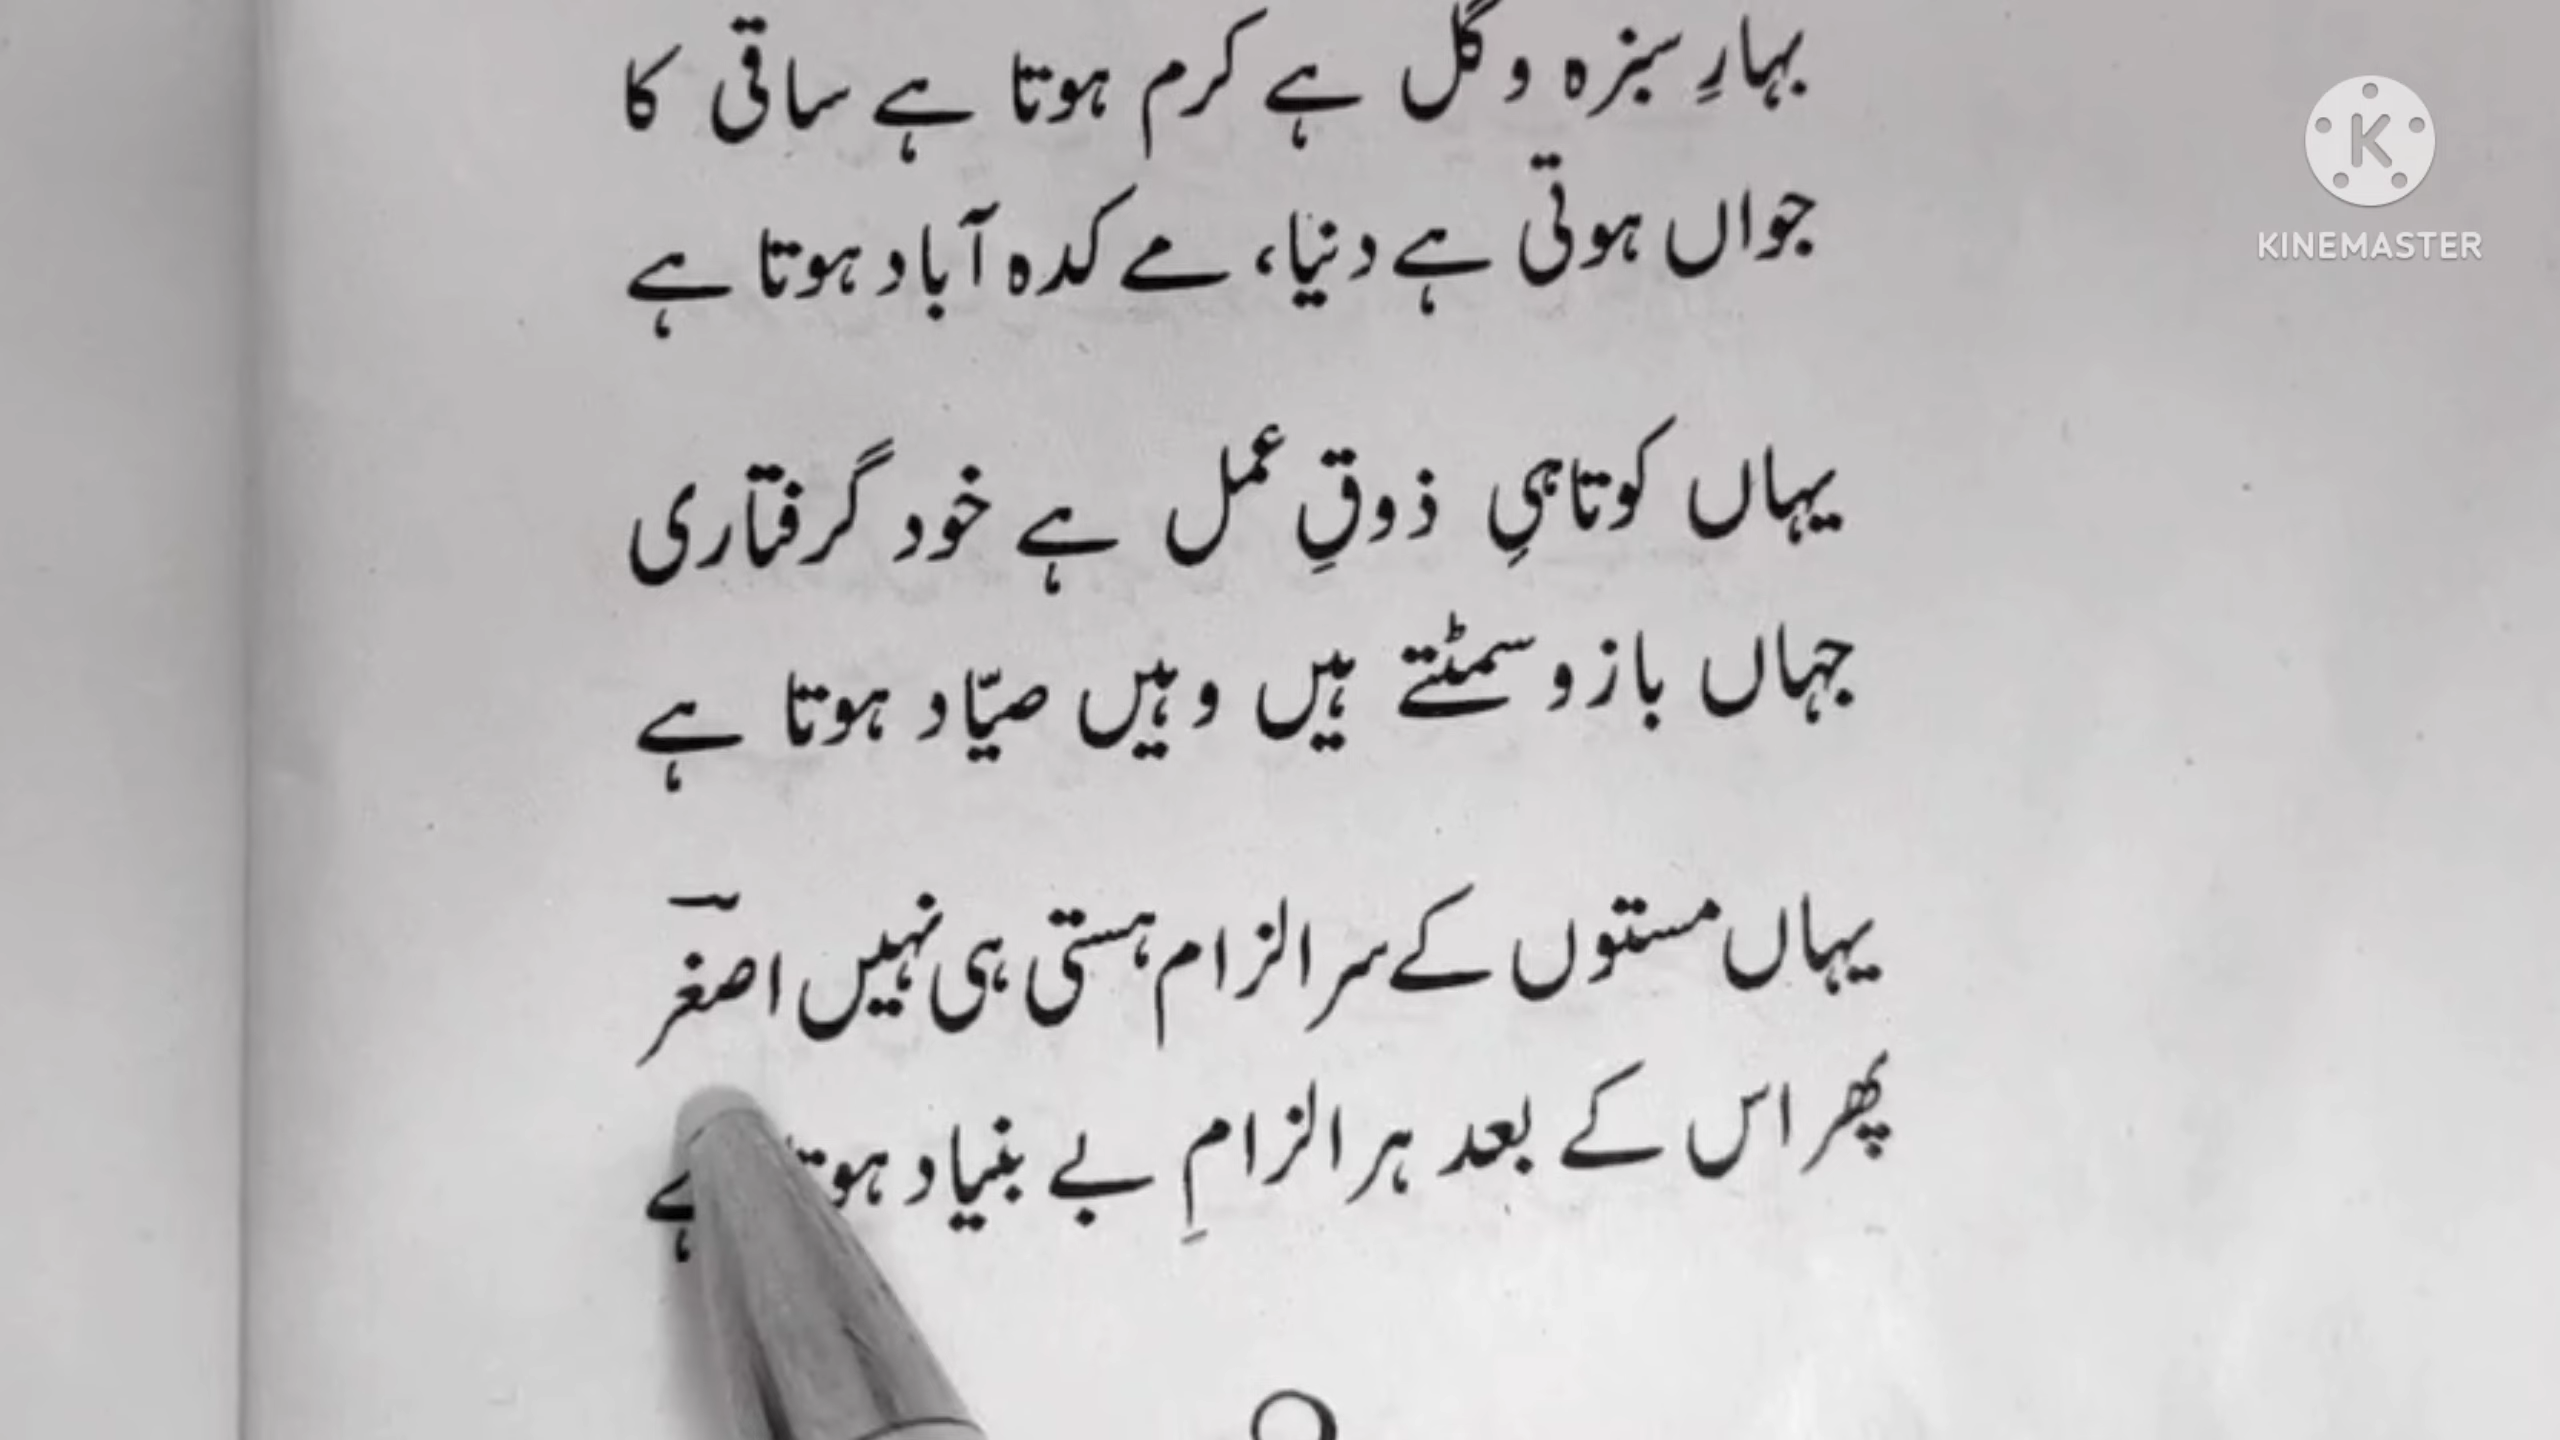 بہارِ سبزہ و گل ہے کرم ہوتا ہے ساقی کا
جواں ہوتی ہے دنیا، مے کدہ آباد ہوتا ہے
یہاں کوتاہیِ ذوقِ عمل ہے خود گرفتاری
جہاں بازو سمٹتے ہیں وہیں صیّاد ہوتا ہے
یہاں مستوں کے سر الزام ہستی ہی نہیں اصغرؔ
پھر اس کے بعد ہر الزامِ بے بنیاد ہوتا ہے
K
KINEMASTER